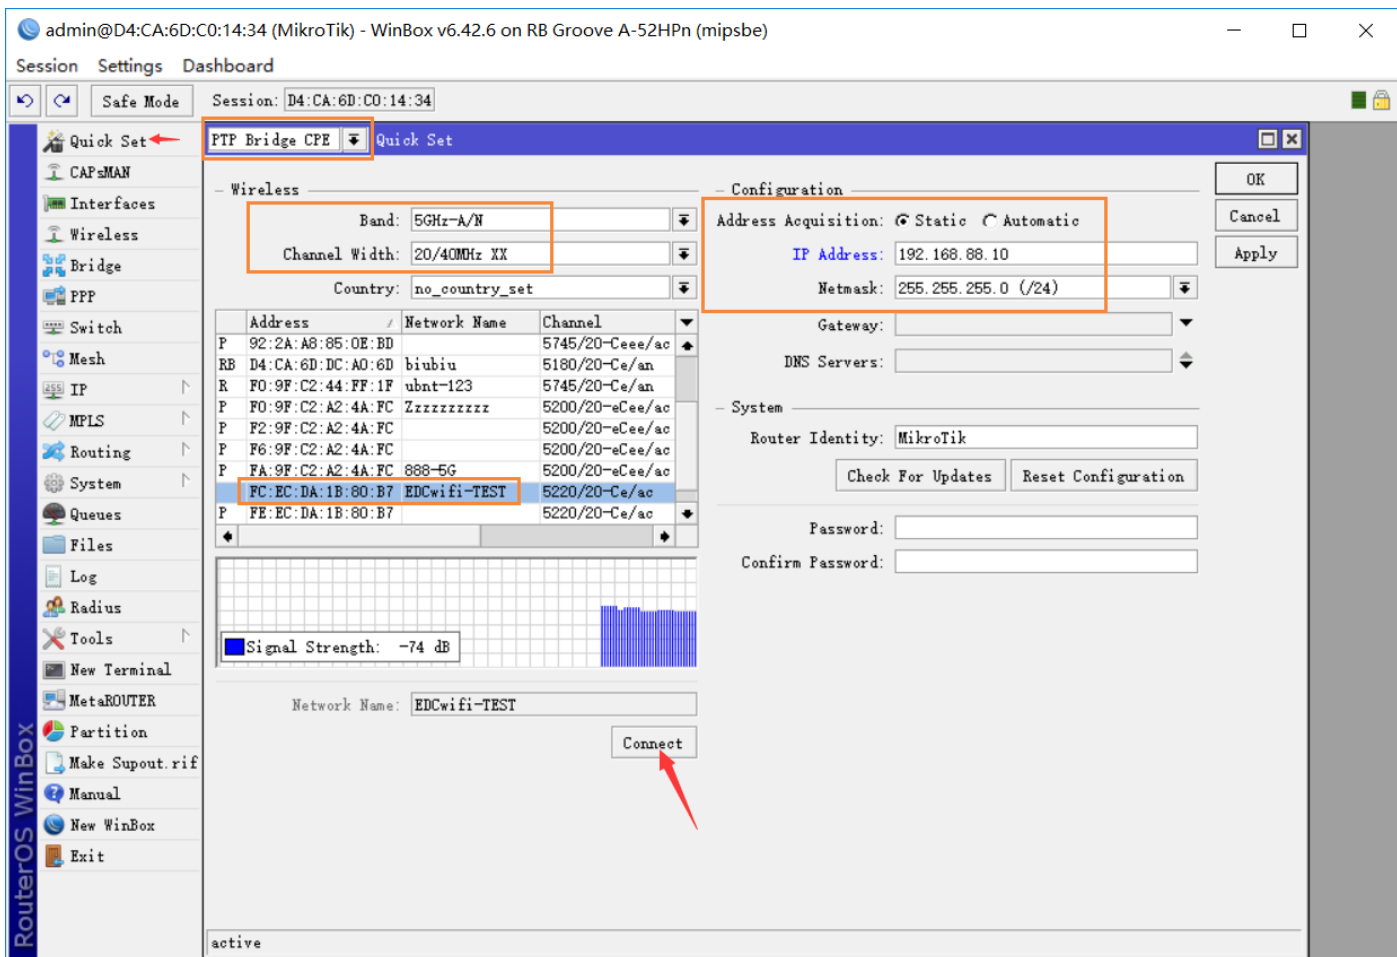 admin@D4:CA:6D:C0:14:34 (MikroTik) - WinBox v6.42.6 on RB Groove A-52HPn (mipsbe)
Session Settings Dashboard
Safe Mode Session: D4:CA:6D:C0:14:34
RouterOS WinBox
Quick Set
CAPsMAN
Interfaces
Wireless
Bridge
PPP
Switch
Mesh
IP
MPLS
Routing
System
Queues
Files
Log
Radius
Tools
New Terminal
MetaROUTER
Partition
Make Supout.rif
Manual
New WinBox
Exit
PTP Bridge CPE Quick Set
Wireless
Band: 5GHz-A/N
Channel Width: 20/40MHz XX
Country: no_country_set
Address / Network Name Channel
P 92:2A:A8:85:0E:BD 5745/20-Ceee/ac
RB D4:CA:6D:DC:A0:6D biubiu 5180/20-Ce/an
R F0:9F:C2:44:FF:1F ubnt-123 5745/20-Ce/an
P F0:9F:C2:A2:4A:FC Zzzzzzzzzz 5200/20-eCee/ac
P F2:9F:C2:A2:4A:FC 5200/20-eCee/ac
P F6:9F:C2:A2:4A:FC 5200/20-eCee/ac
P FA:9F:C2:A2:4A:FC 888-5G 5200/20-eCee/ac
FC:EC:DA:1B:80:B7 EDCwifi-TEST 5220/20-Ce/ac
P FE:EC:DA:1B:80:B7 5220/20-Ce/ac
Signal Strength: -74 dB
Network Name: EDCwifi-TEST
Connect
Configuration
Address Acquisition: Static Automatic
IP Address: 192.168.88.10
Netmask: 255.255.255.0 (/24)
Gateway:
DNS Servers:
System
Router Identity: MikroTik
Check For Updates Reset Configuration
Password:
Confirm Password:
OK
Cancel
Apply
active